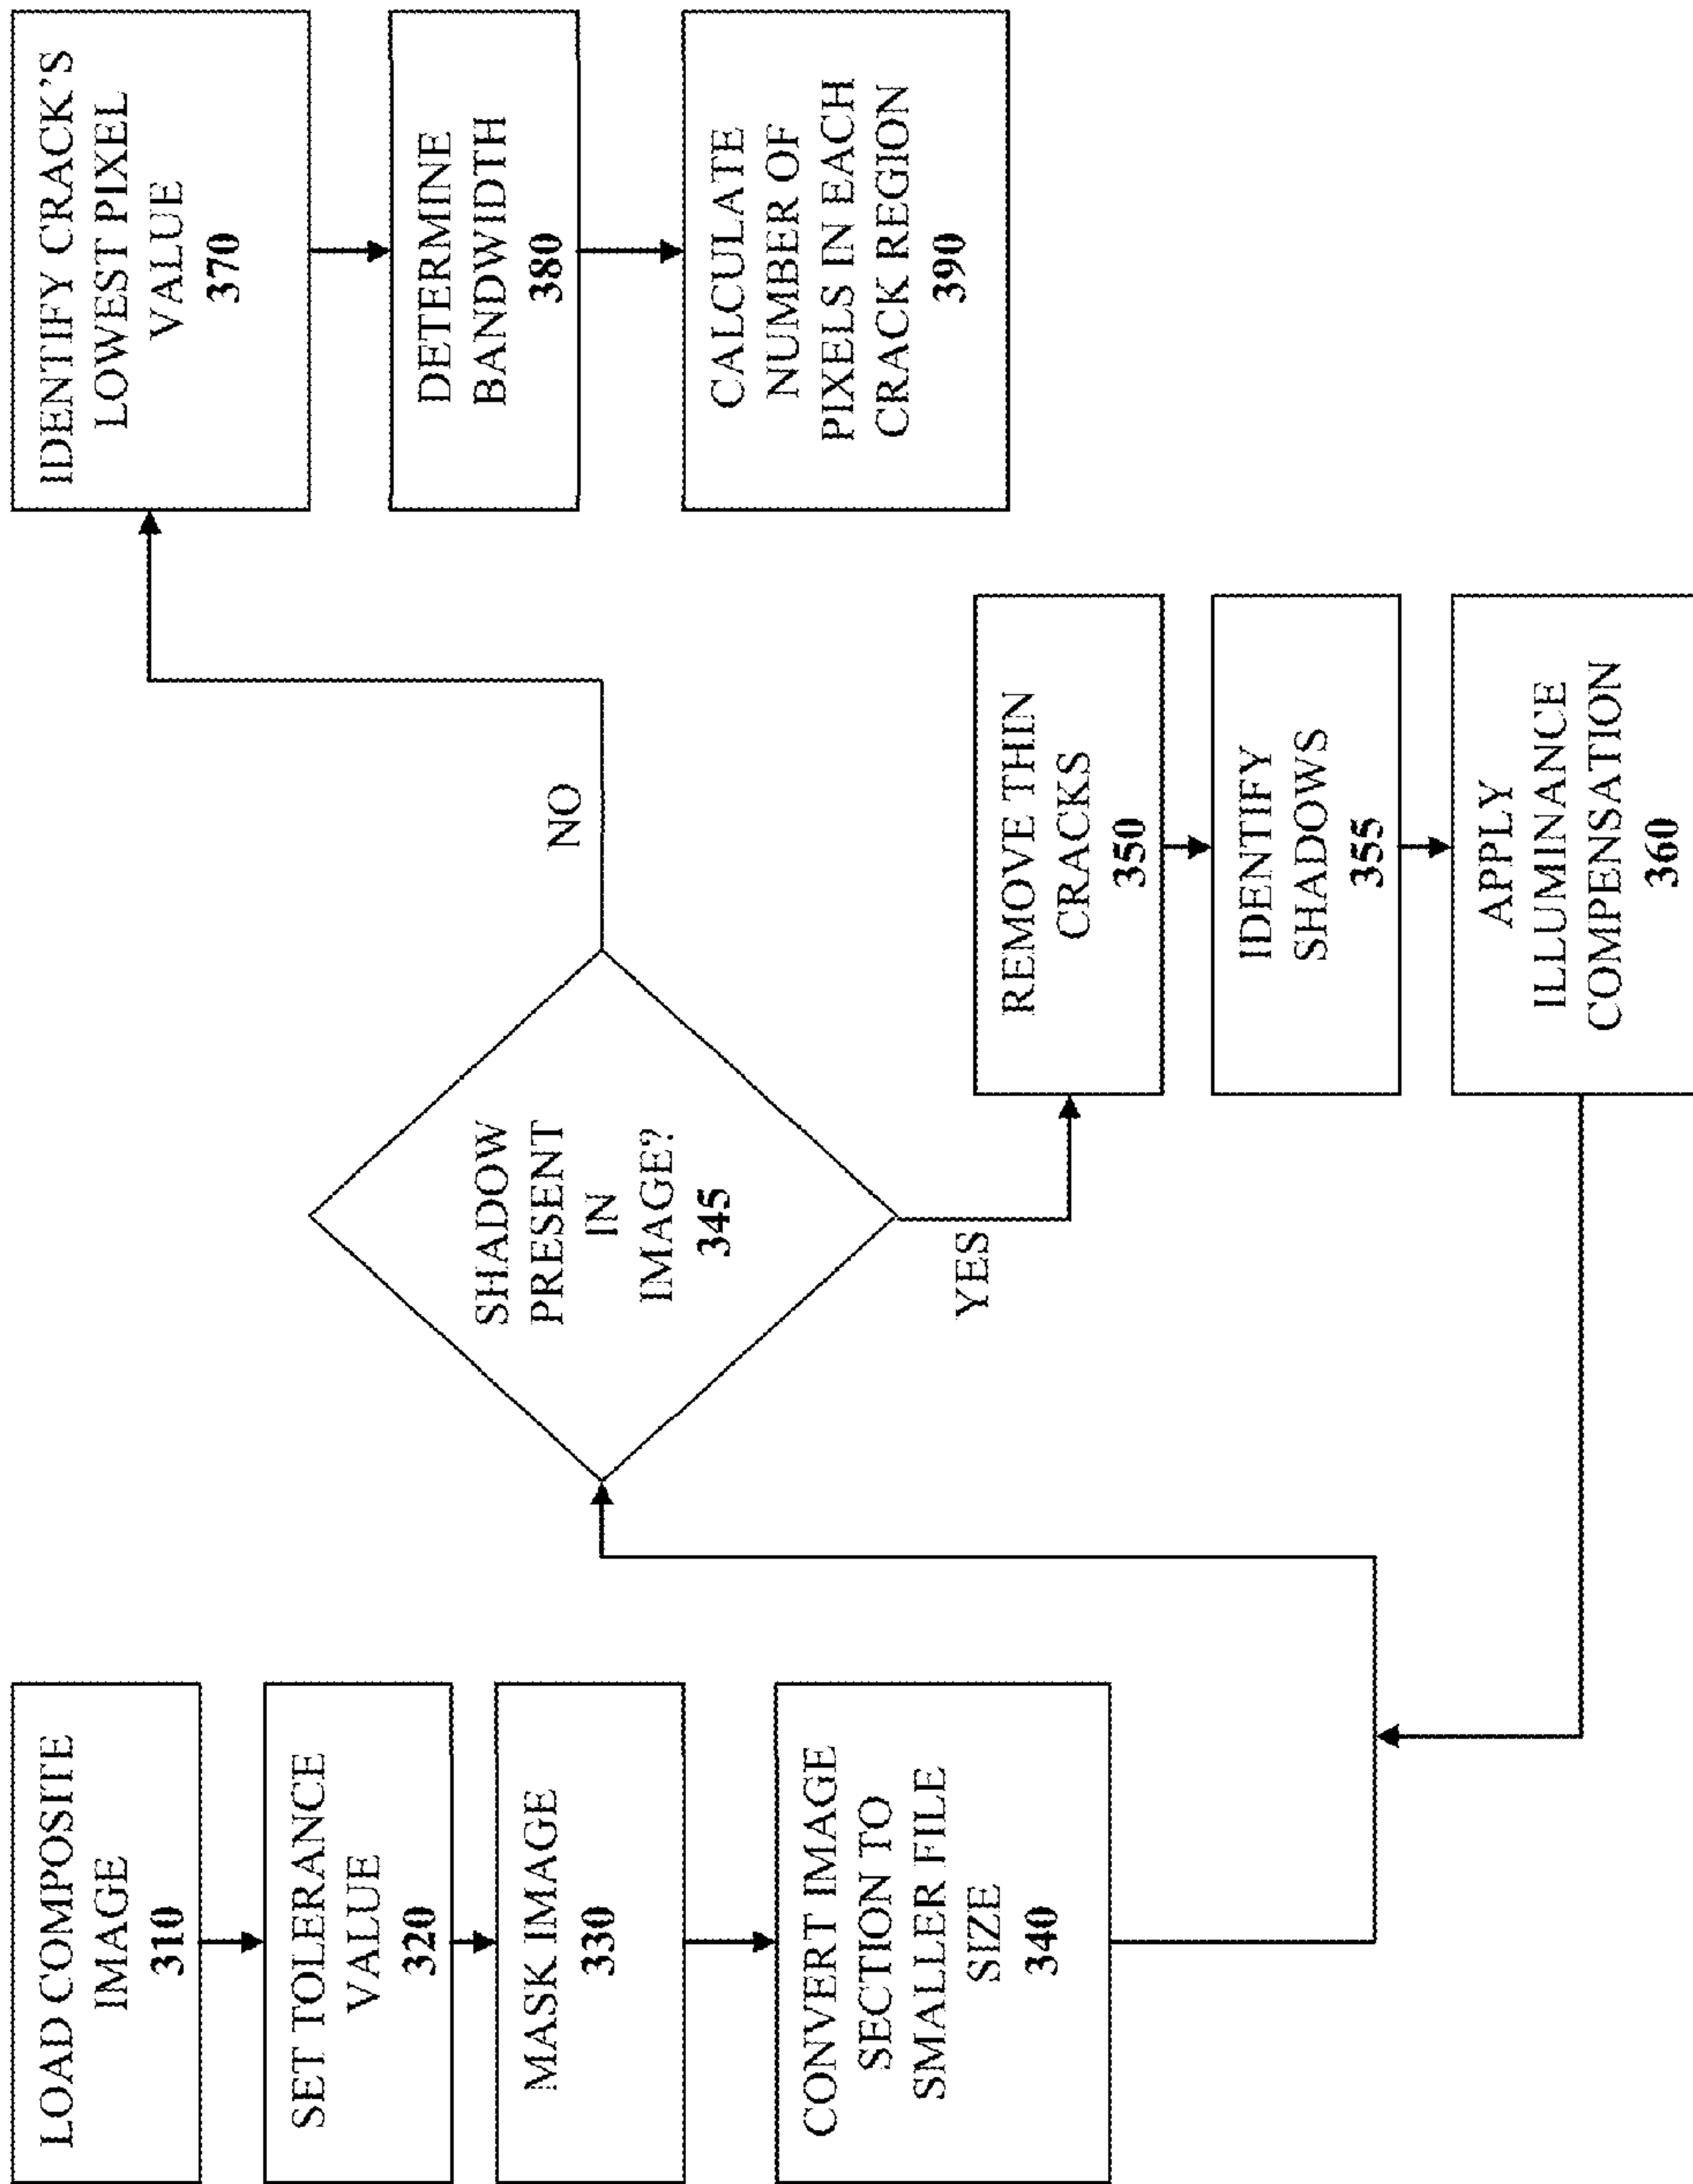 LOAD COMPOSITE
IMAGE
310
SET TOLERANCE
VALUE
320
MASK IMAGE
330
CONVERT IMAGE
SECTION TO
SMALLER FILE
SIZE
340
SHADOW
PRESENT
IN
IMAGE?
345
YES
NO
REMOVE THIN
CRACKS
350
IDENTIFY
SHADOWS
355
APPLY
ILLUMINANCE
COMPENSATION
360
IDENTIFY CRACK'S
LOWEST PIXEL
VALUE
370
DETERMINE
BANDWIDTH
380
CALCULATE
NUMBER OF
PIXELS IN EACH
CRACK REGION
390